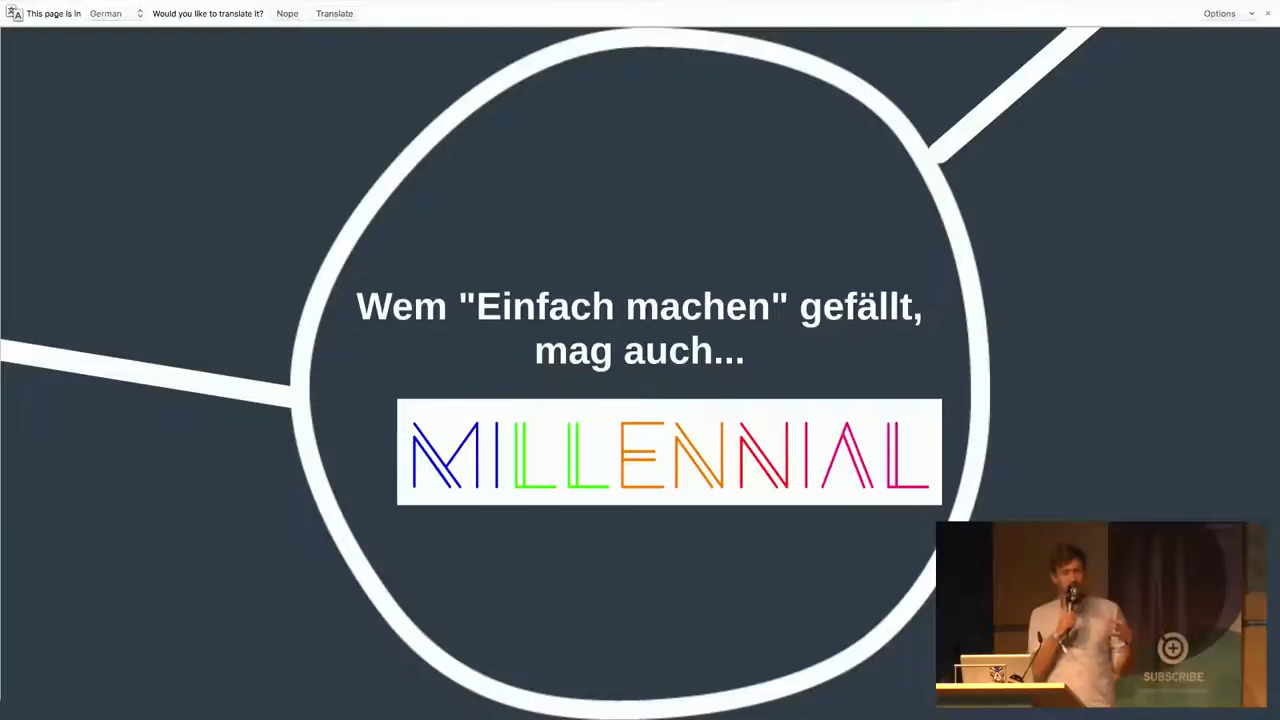 This page is in German Would you like to translate it? Nope Translate Options
Wem "Einfach machen" gefällt,
mag auch...
MILLENNIAL
SUBSCRIBE